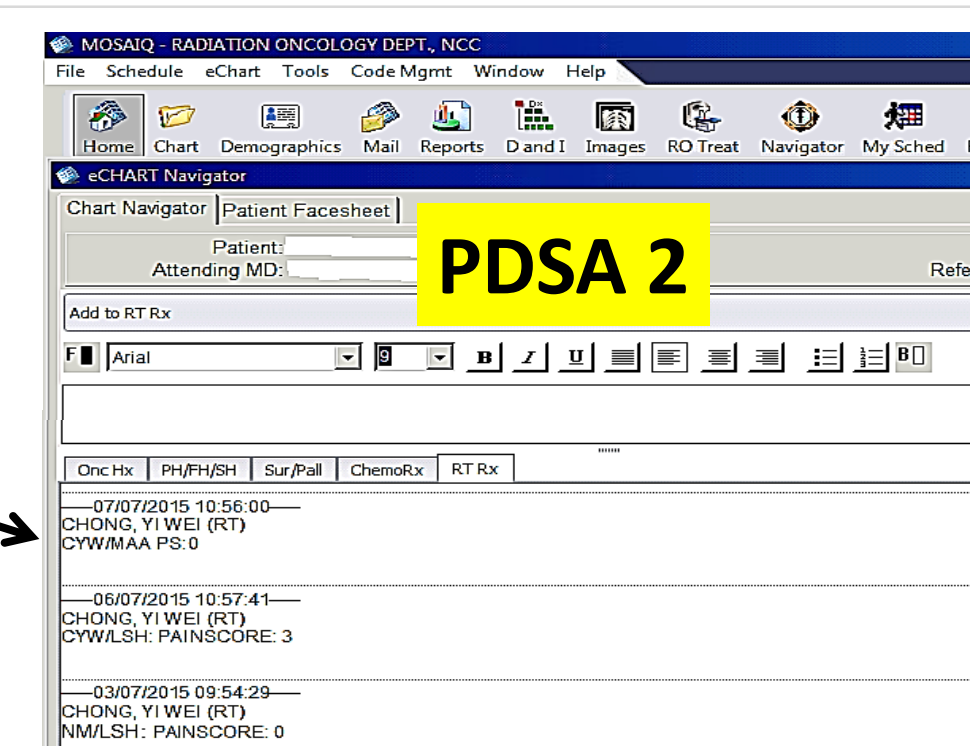 MOSAIQ - RADIATION ONCOLOGY DEPT., NCC
File Schedule eChart Tools Code Mgmt Window Help
Home Chart Demographics Mail Reports D and I Images RO Treat Navigator My Sched
eCHART Navigator
Chart Navigator Patient Facesheet
Patient:
Attending MD:
PDSA 2
Refe
Add to RT Rx
F Arial 9 B I U B
Onc Hx PH/FH/SH Sur/Pall ChemoRx RT Rx
-----07/07/2015 10:56:00-----
CHONG, YI WEI (RT)
CYW/MAA PS:0
-----06/07/2015 10:57:41-----
CHONG, YI WEI (RT)
CYW/LSH: PAINSCORE: 3
-----03/07/2015 09:54:29-----
CHONG, YI WEI (RT)
NM/LSH: PAINSCORE: 0